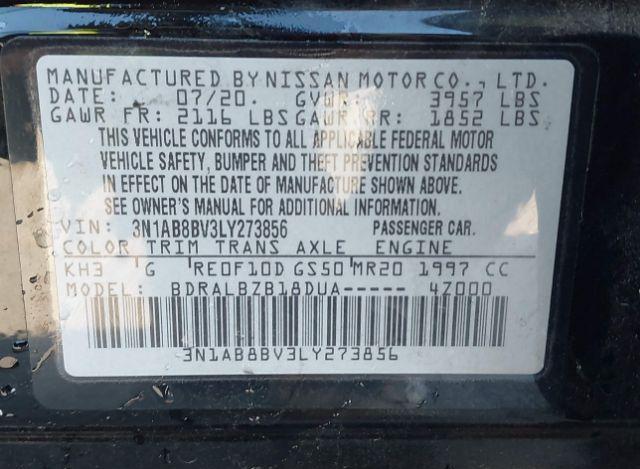 MANUFACTURED BY NISSAN MOTOR CO., LTD.
DATE: 07/20. GVWR: 3957 LBS
GAWR FR: 2116 LBS GAWR RR: 1852 LBS
THIS VEHICLE CONFORMS TO ALL APPLICABLE FEDERAL MOTOR
VEHICLE SAFETY, BUMPER AND THEFT PREVENTION STANDARDS
IN EFFECT ON THE DATE OF MANUFACTURE SHOWN ABOVE.
SEE OWNER'S MANUAL FOR ADDITIONAL INFORMATION.
VIN: 3N1AB8BV3LY273856 PASSENGER CAR.
COLOR TRIM TRANS AXLE ENGINE
KH3 G RE0F10D GS50 MR20 1997 CC
MODEL: BDRALBZB18DUA----- 4Z000
3N1AB8BV3LY273856